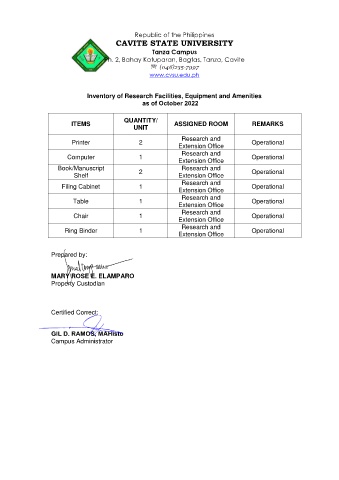 Republic of the Philippines
CAVITE STATE UNIVERSITY
Tanza Campus
Ph. 2, Bahay Katuparan, Bagtas, Tanza, Cavite
www.cvsu.edu.ph
Inventory of Research Facilities, Equipment and Amenities
as of October 2022
ITEMS QUANTITY/ UNIT ASSIGNED ROOM REMARKS
Printer 2 Research and Extension Office Operational
Computer 1 Research and Extension Office Operational
Book/Manuscript Shelf 2 Research and Extension Office Operational
Filing Cabinet 1 Research and Extension Office Operational
Table 1 Research and Extension Office Operational
Chair 1 Research and Extension Office Operational
Ring Binder 1 Research and Extension Office Operational
Prepared by:
MARY ROSE E. ELAMPARO
Property Custodian
Certified Correct:
GIL D. RAMOS, MAHisto
Campus Administrator